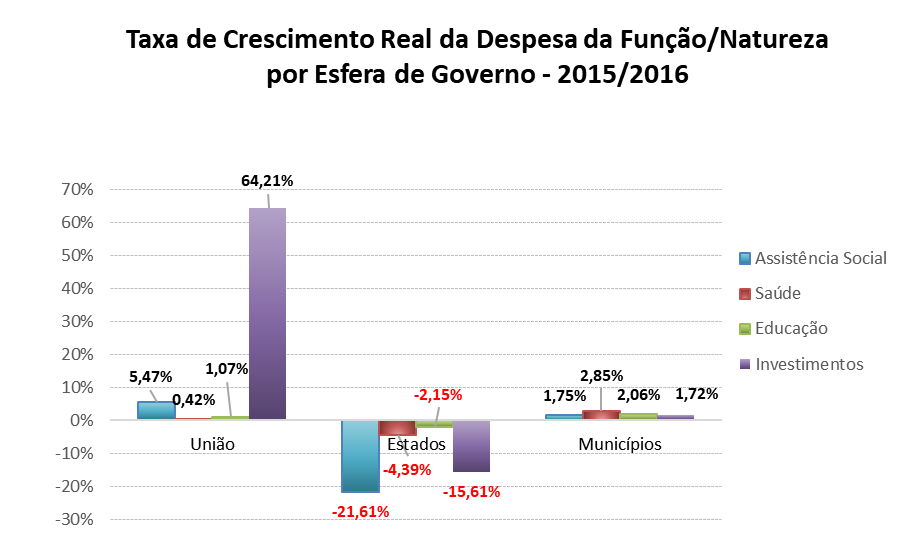 Taxa de Crescimento Real da Despesa da Função/Natureza
por Esfera de Governo - 2015/2016
64,21%
70%
60%
50%
40%
30%
20%
10%
0%
-10%
-20%
-30%
5,47%
0,42%
1,07%
-2,15%
1,75%
2,85%
2,06%
1,72%
União
Estados
Municípios
-4,39%
-21,61%
-15,61%
Assistência Social
Saúde
Educação
Investimentos